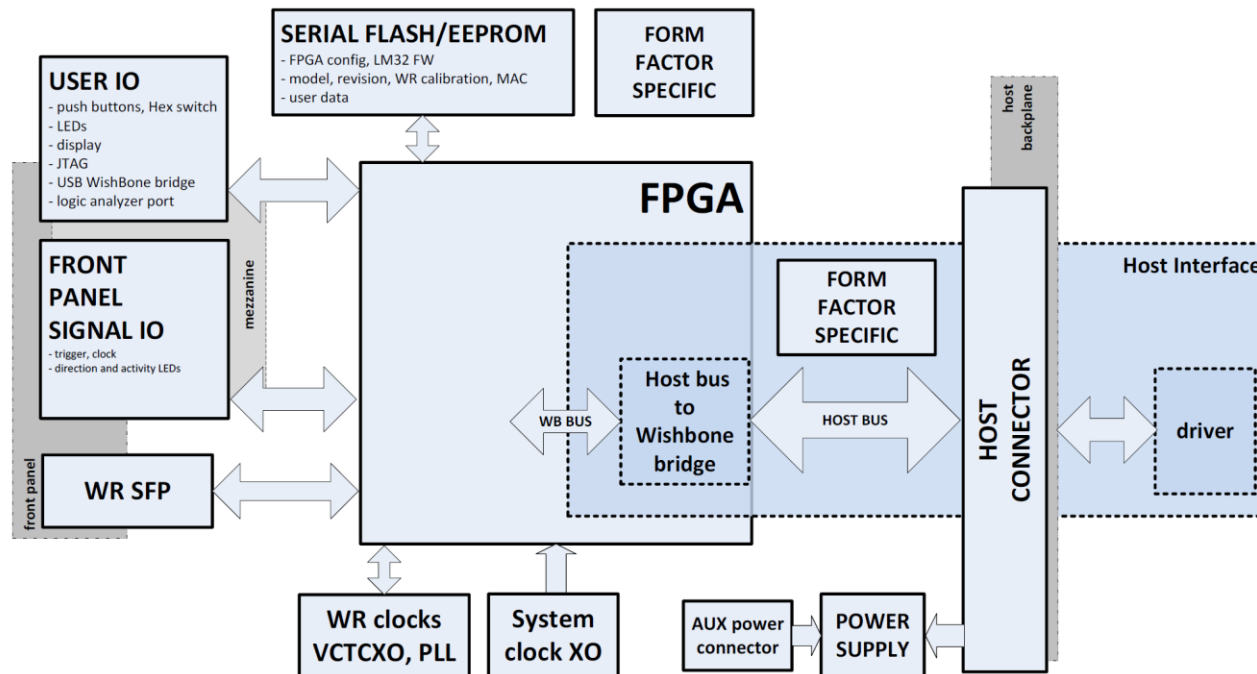 SERIAL FLASH/EEPROM
- FPGA config, LM32 FW
- model, revision, WR calibration, MAC
- user data
FORM
FACTOR
SPECIFIC
USER IO
- push buttons, Hex switch
- LEDs
- display
- JTAG
- USB WishBone bridge
- logic analyzer port
host
backplane
FPGA
FRONT
PANEL
SIGNAL IO
- trigger, clock
- direction and activity LEDs
mezzanine
Host Interface
FORM
FACTOR
SPECIFIC
WB BUS
Host bus
to
Wishbone
bridge
HOST BUS
HOST
CONNECTOR
driver
front panel
WR SFP
WR clocks
VCTCXO, PLL
System
clock XO
AUX power
connector
POWER
SUPPLY